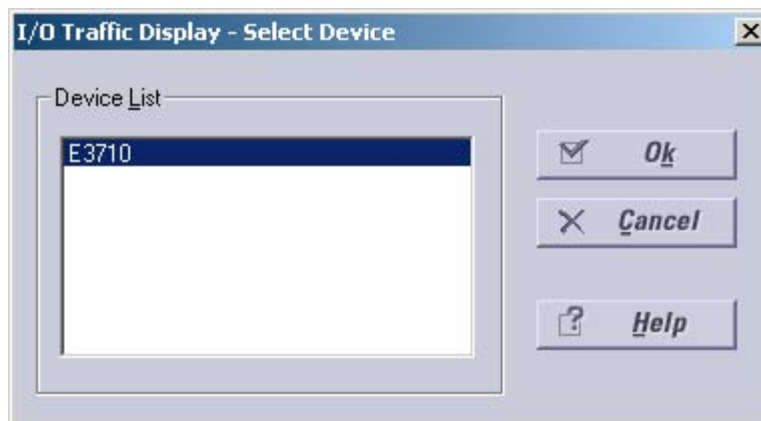 I/O Traffic Display - Select Device
Device List
E3710
Ok
Cancel
Help